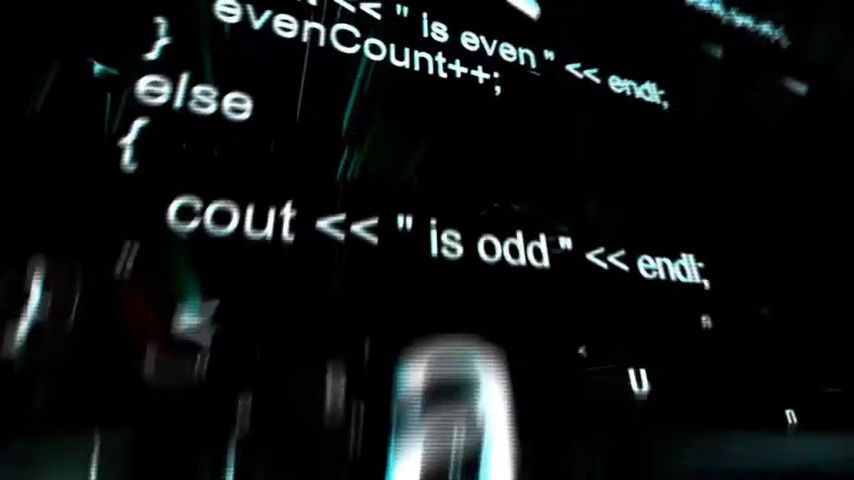 << " is even " << endl;
evenCount++;
}
else
{
cout << " is odd " << endl;
n
u
n